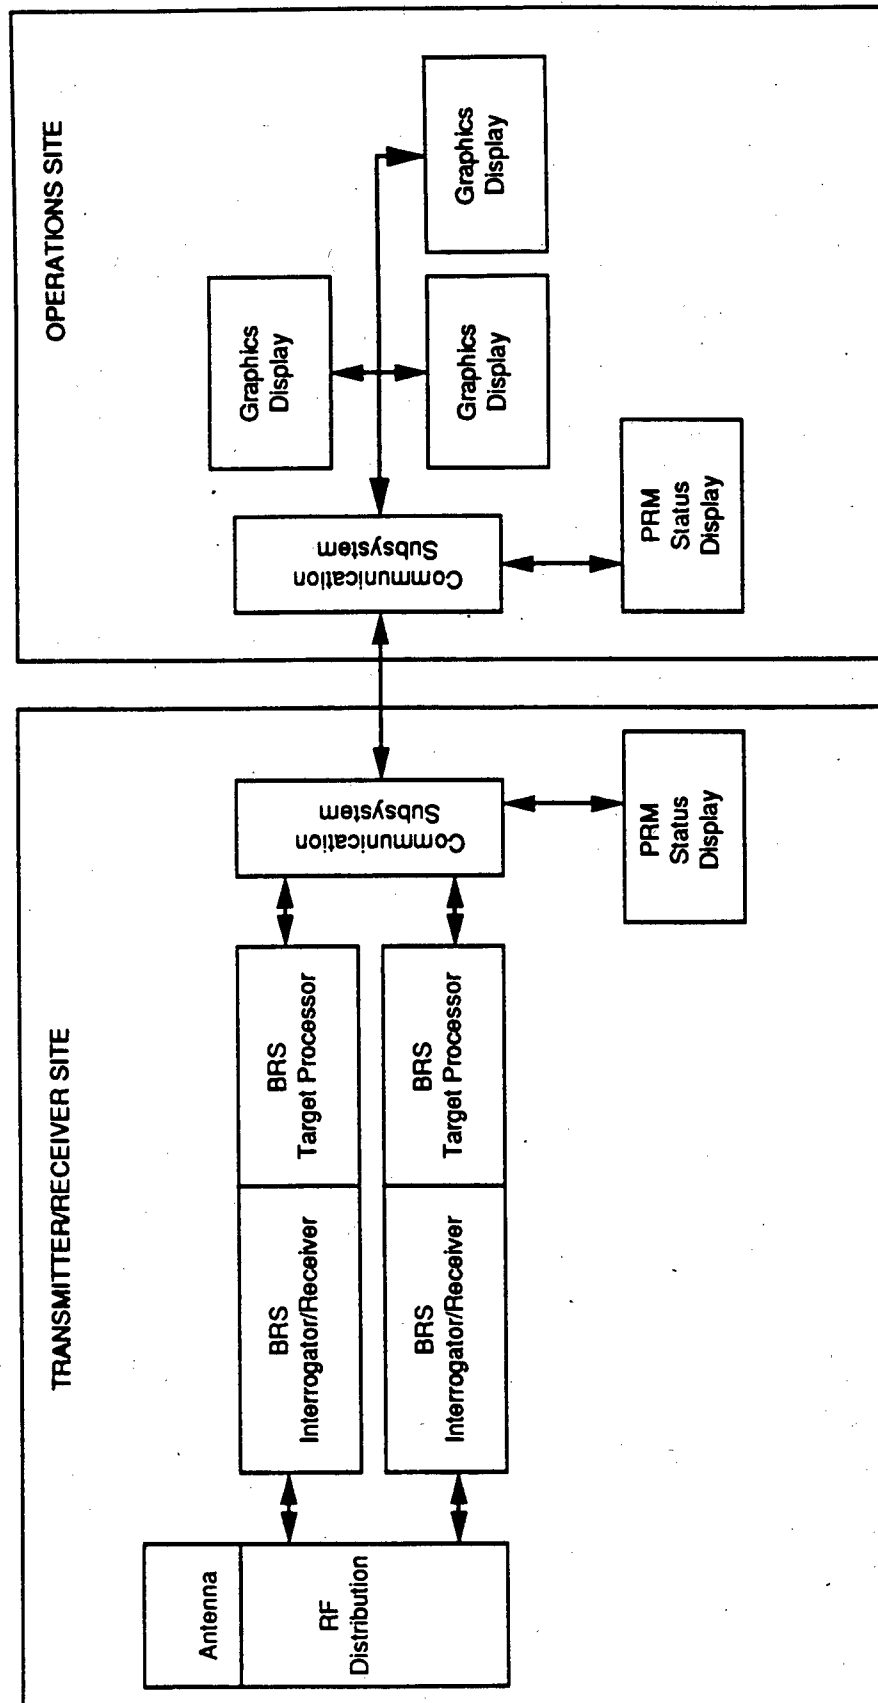 TRANSMITTER/RECEIVER SITE
Antenna
RF
Distribution
BRS
Interrogator/Receiver
BRS
Target Processor
BRS
Interrogator/Receiver
BRS
Target Processor
Communication
Subsystem
PRM
Status
Display
OPERATIONS SITE
Communication
Subsystem
Graphics
Display
Graphics
Display
Graphics
Display
PRM
Status
Display